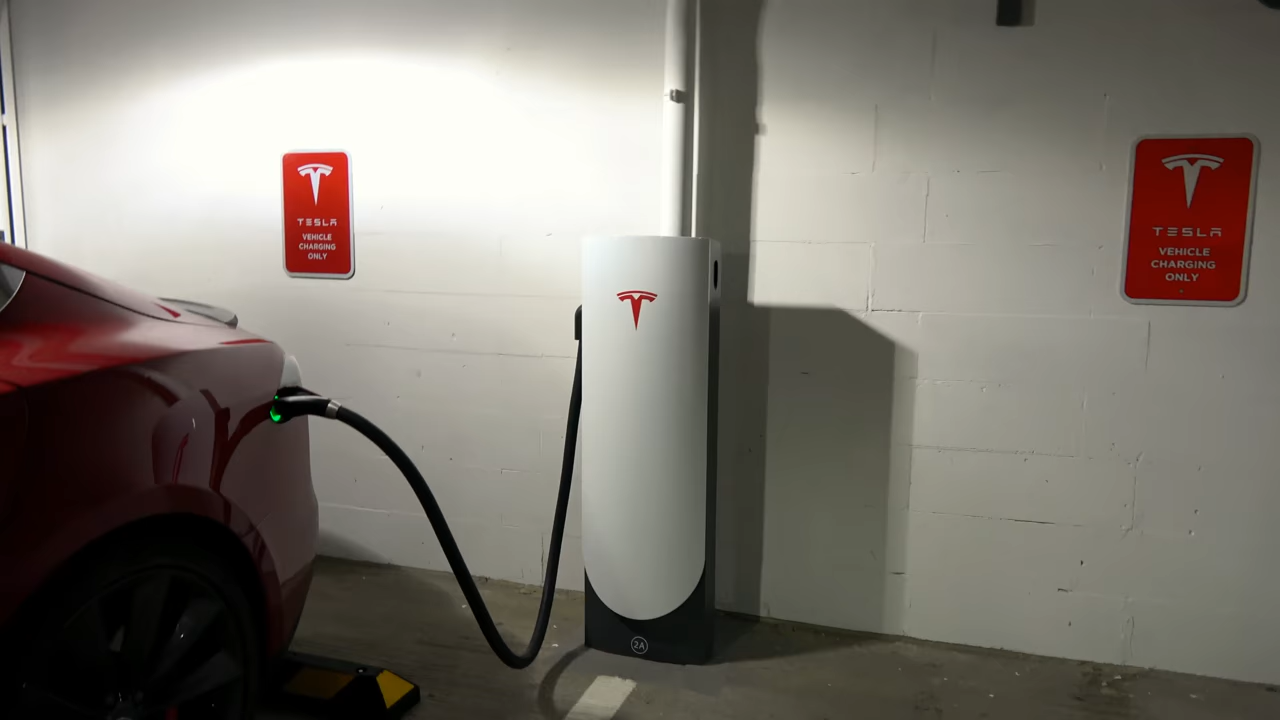 TESLA
VEHICLE
CHARGING
ONLY
TESLA
VEHICLE
CHARGING
ONLY
2A